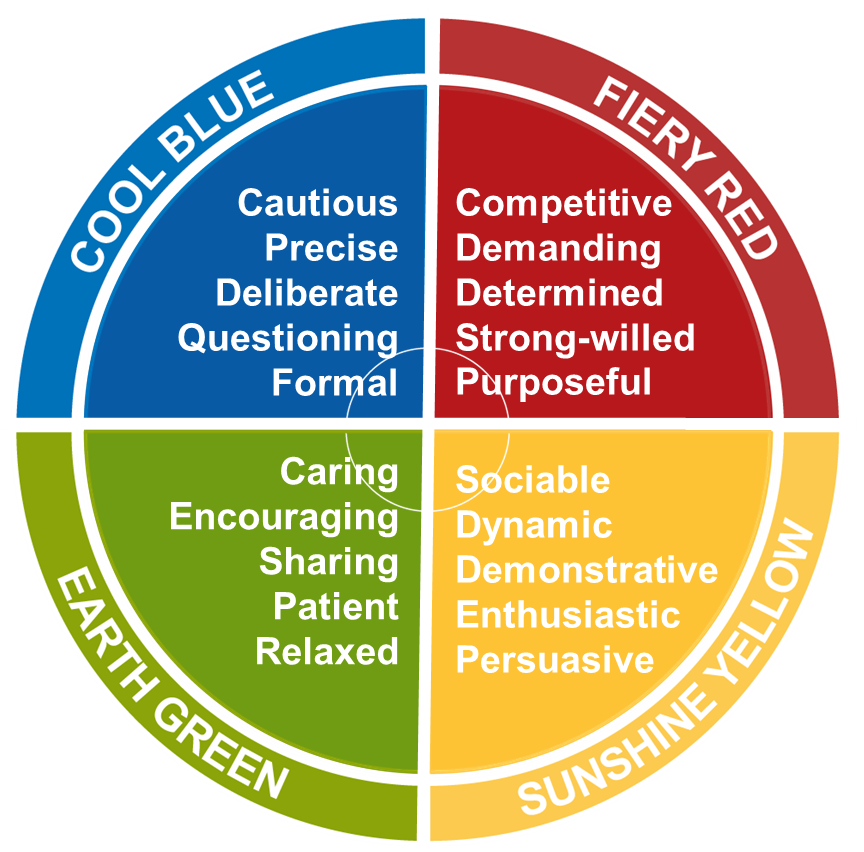 COOL BLUE
Cautious
Precise
Deliberate
Questioning
Formal
FIERY RED
Competitive
Demanding
Determined
Strong-willed
Purposeful
EARTH GREEN
Caring
Encouraging
Sharing
Patient
Relaxed
SUNSHINE YELLOW
Sociable
Dynamic
Demonstrative
Enthusiastic
Persuasive